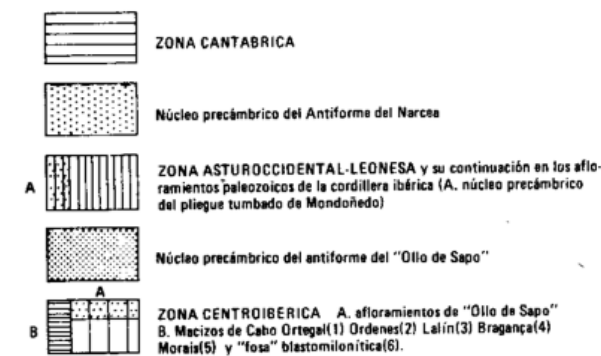 ZONA CANTABRICA
Núcleo precámbrico del Antiforme del Narcea
A
ZONA ASTUROCCIDENTAL-LEONESA y su continuación en los aflo-
ramientos paleozoicos de la cordillera ibérica (A. núcleo precámbrico
del pliegue tumbado de Mondoñedo)
Núcleo precámbrico del antiforme del "Ollo de Sapo"
A
B
ZONA CENTROIBERICA A. afloramientos de "Ollo de Sapo"
B. Macizos de Cabo Ortegal(1) Ordenes(2) Lalín(3) Bragança(4)
Morais(5) y "fosa" blastomilonítica(6).